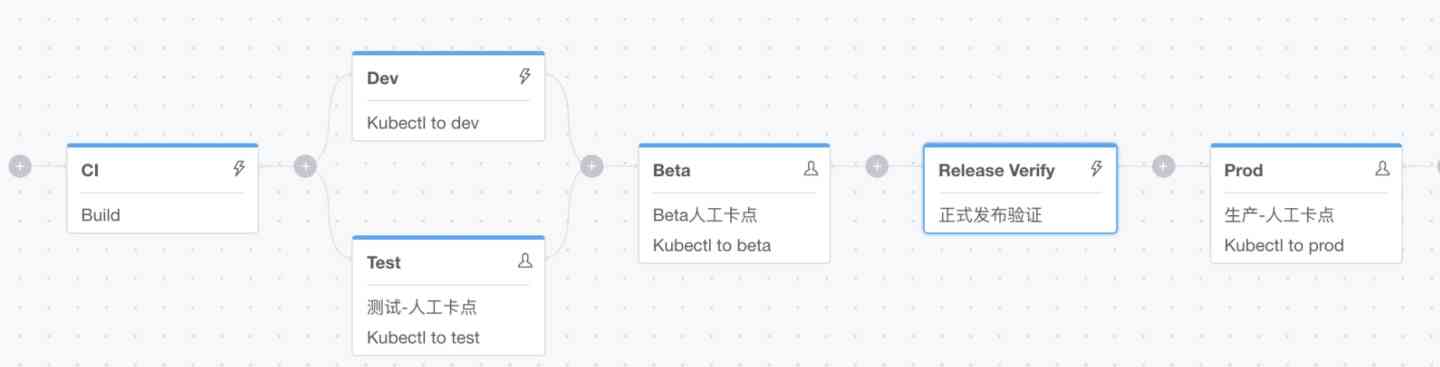 CI
Build
Dev
Kubectl to dev
Test
测试-人工卡点
Kubectl to test
Beta
Beta人工卡点
Kubectl to beta
Release Verify
正式发布验证
Prod
生产-人工卡点
Kubectl to prod